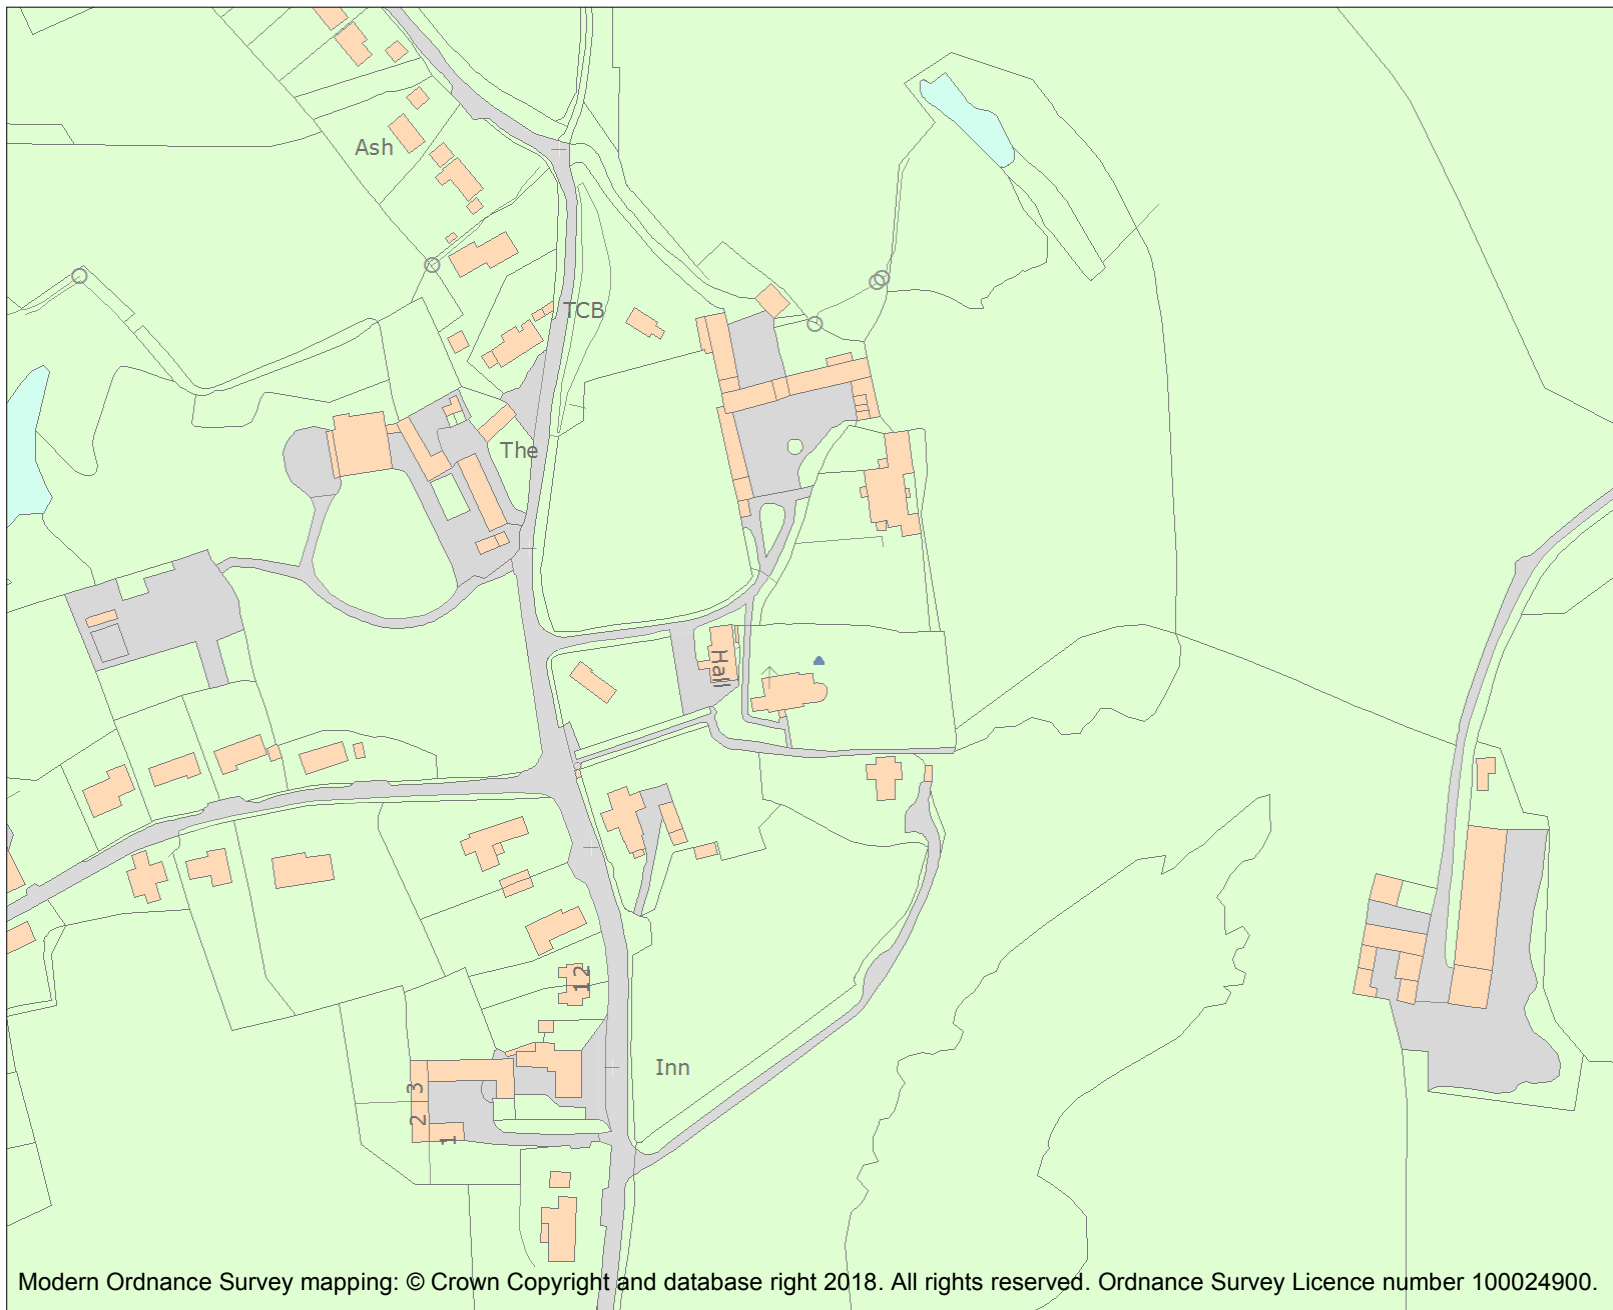 Ash
TCB
The
Hall
12
Inn
3
2
1
Modern Ordnance Survey mapping: © Crown Copyright and database right 2018. All rights reserved. Ordnance Survey Licence number 100024900.